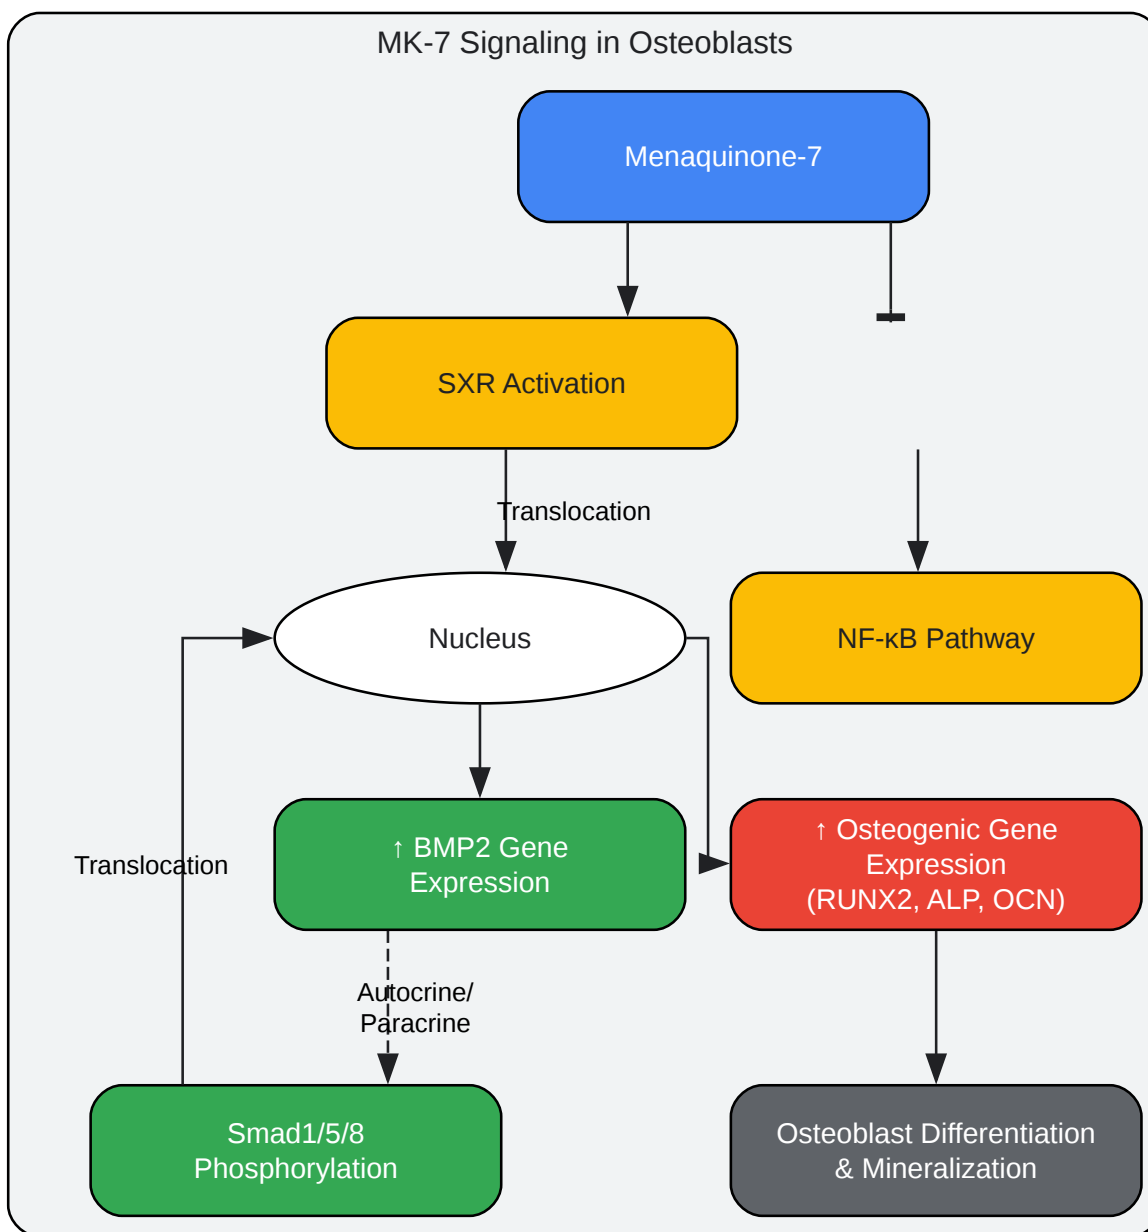 MK-7 Signaling in Osteoblasts
Menaquinone-7
SXR Activation
Translocation
Nucleus
NF-κB Pathway
↑ BMP2 Gene
Expression
↑ Osteogenic Gene
Expression
(RUNX2, ALP, OCN)
Translocation
Autocrine/
Paracrine
Smad1/5/8
Phosphorylation
Osteoblast Differentiation
& Mineralization